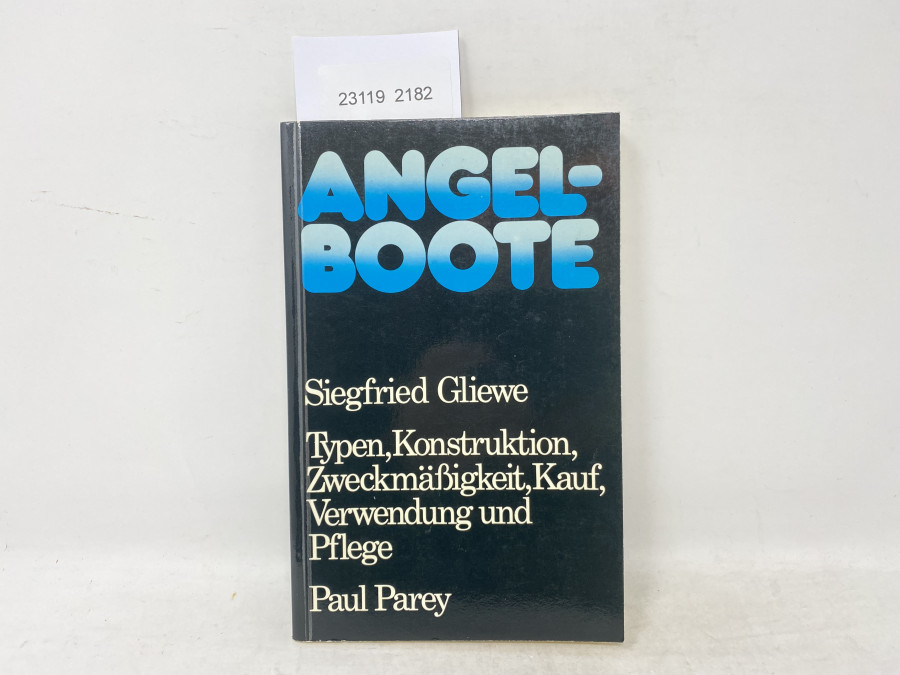 23119 2182
ANGEL-
BOOTE
Siegfried Gliewe
Typen, Konstruktion,
Zweckmäßigkeit, Kauf,
Verwendung und
Pflege
Paul Parey